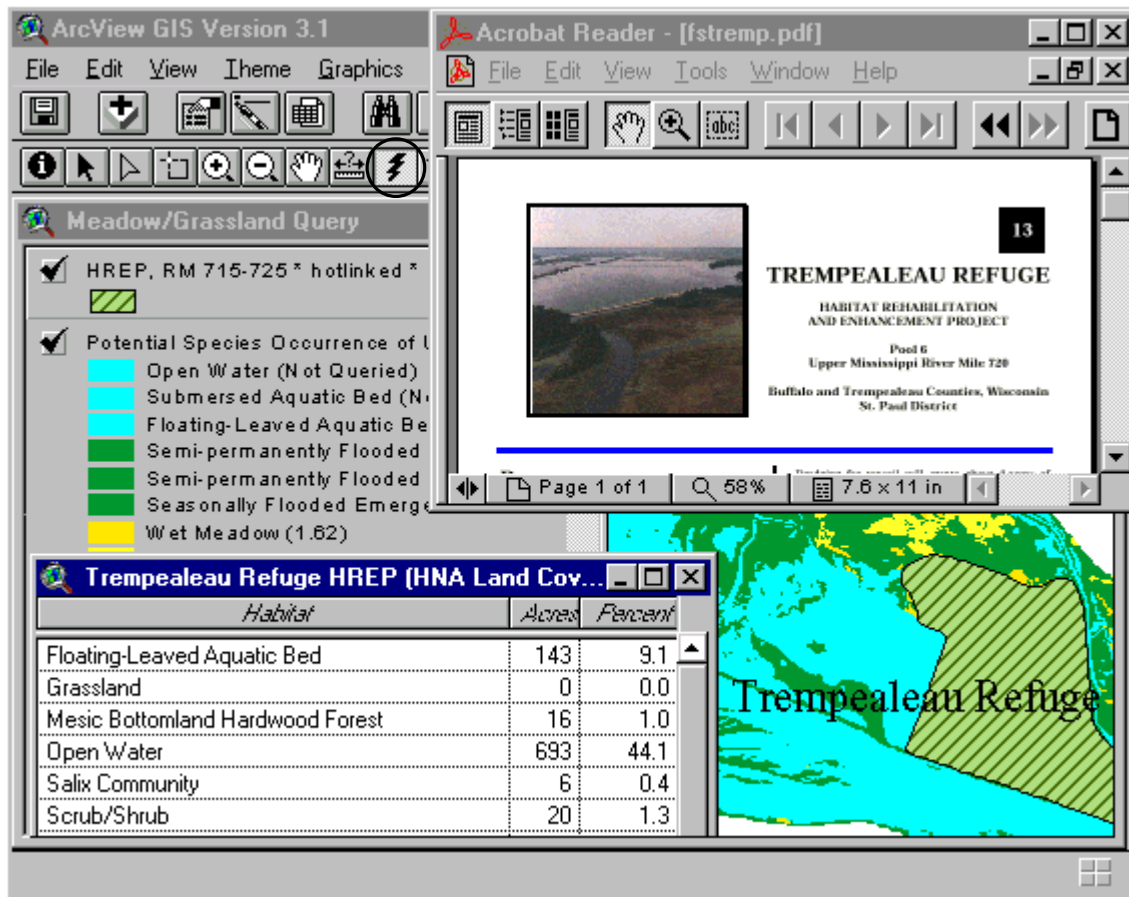 ArcView GIS Version 3.1
File Edit View Theme Graphics
Meadow/Grassland Query
HREP, RM 715-725 * hotlinked *
Potential Species Occurrence of
Open Water (Not Queried)
Submersed Aquatic Bed
Floating-Leaved Aquatic
Semi-permanently Flooded
Semi-permanently Flooded
Seasonally Flooded
Wet Meadow (1.62)
Acrobat Reader - [fstremp.pdf]
File Edit View Tools Window Help
abc
13
TREMPEALEAU REFUGE
HABITAT REHABILITATION
AND ENHANCEMENT PROJECT
Pool 6
Upper Mississippi River Mile 720
Buffalo and Trempealeau Counties, Wisconsin
St. Paul District
Page 1 of 1 58% 7.6 x 11 in
Trempealeau Refuge HREP (HNA Land Cov...
Habitat Acres Percent
Floating-Leaved Aquatic Bed 143 9.1
Grassland 0 0.0
Mesic Bottomland Hardwood Forest 16 1.0
Open Water 693 44.1
Salix Community 6 0.4
Scrub/Shrub 20 1.3
Trempealeau Refuge